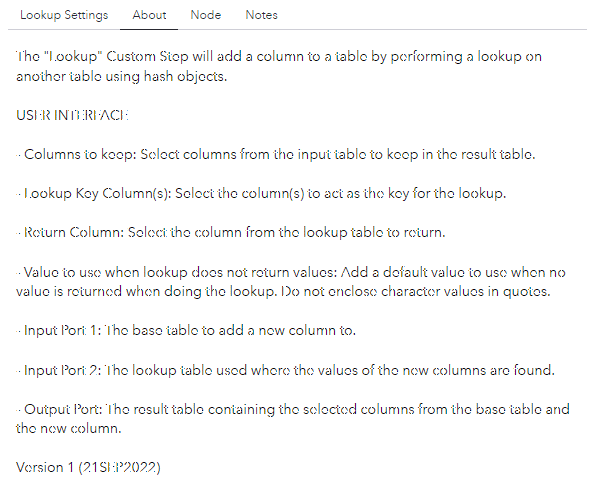 Lookup Settings About Node Notes
The "Lookup" Custom Step will add a column to a table by performing a lookup on
another table using hash objects.
USER INTERFACE
- Columns to keep: Select columns from the input table to keep in the result table.
- Lookup Key Column(s): Select the column(s) to act as the key for the lookup.
- Return Column: Select the column from the lookup table to return.
- Value to use when lookup does not return values: Add a default value to use when no
value is returned when doing the lookup. Do not enclose character values in quotes.
- Input Port 1: The base table to add a new column to.
- Input Port 2: The lookup table used where the values of the new columns are found.
- Output Port: The result table containing the selected columns from the base table and
the new column.
Version 1 (21SEP2022)